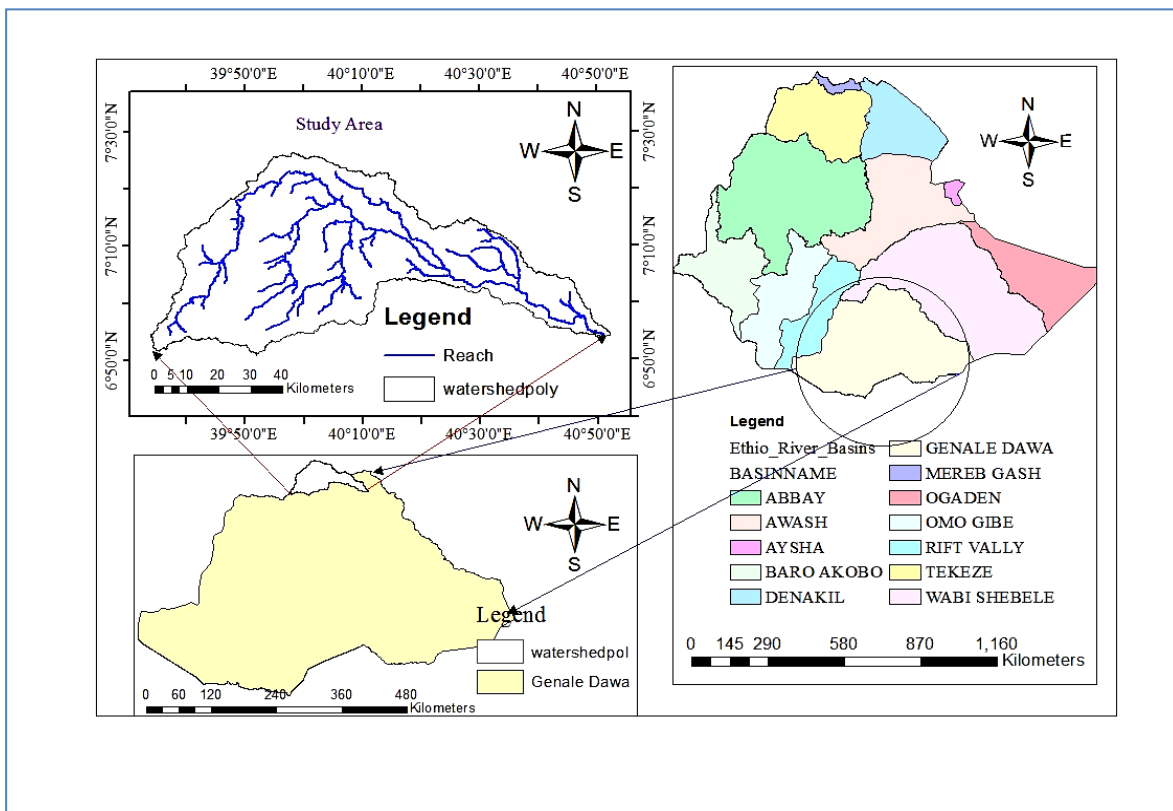 39°50'0"E 40°10'0"E 40°30'0"E 40°50'0"E
7°30'0"N
7°10'0"N
6°50'0"N
Study Area
N
W E
S
Legend
Reach
watershedpoly
0 5 10 20 30 40
Kilometers
39°50'0"E 40°10'0"E 40°30'0"E 40°50'0"E
7°30'0"N
7°10'0"N
6°50'0"N
N
W E
S
Legend
watershedpol
Genale Dawa
0 60 120 240 360 480
Kilometers
N
W E
S
Legend
Ethio_River_Basins
BASINNAME
ABBAY
AWASH
AYSHA
BARO AKOBO
DENAKIL
GENALE DAWA
MEREB GASH
OGADEN
OMO GIBE
RIFT VALLY
TEKEZE
WABI SHEBELE
0 145 290 580 870 1,160
Kilometers